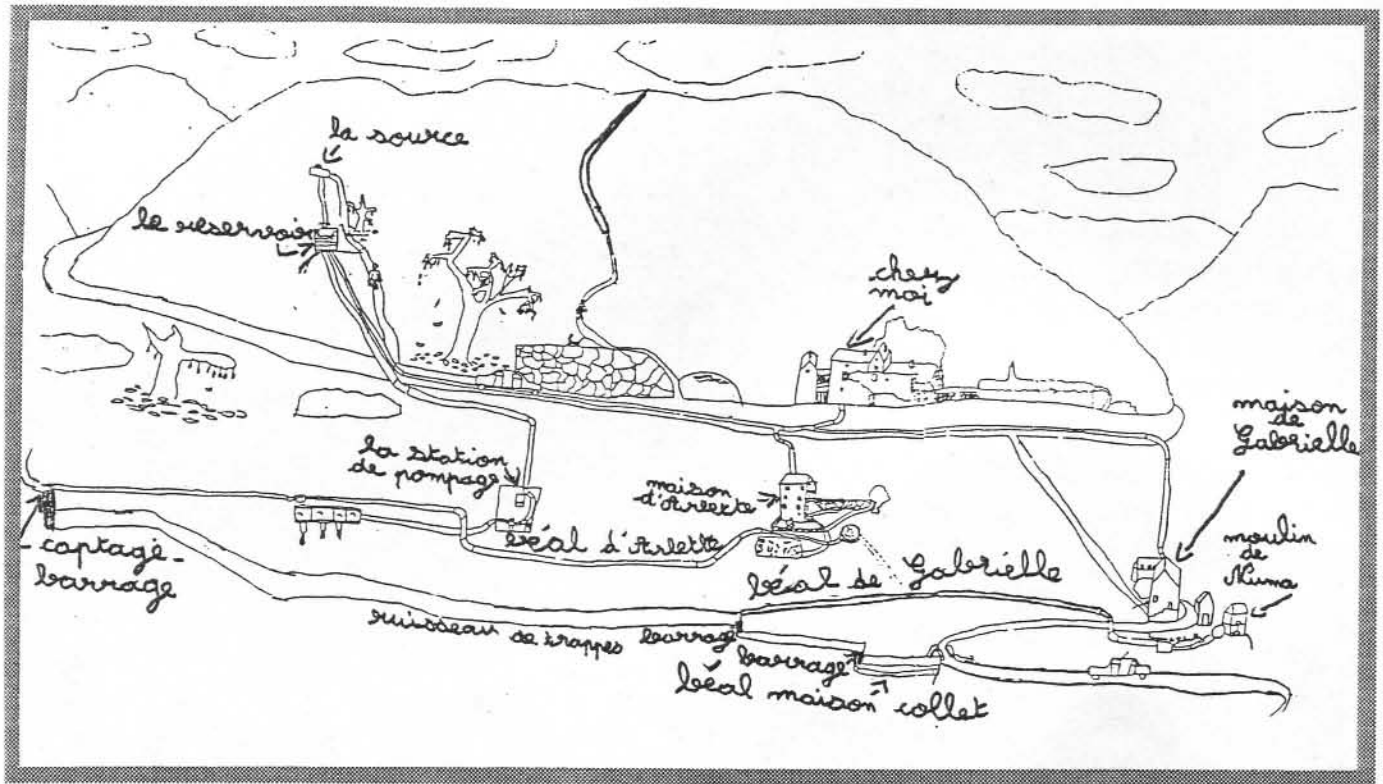 la source
le réservoir
chez
moi
maison
de
Gabrielle
la station
de pompage
maison
d'Arlette
moulin
de
Numa
captage-
barrage
béal d'Arlette
béal de Gabrielle
ruisseau de trappes
barrage
barrage
béal maison collet